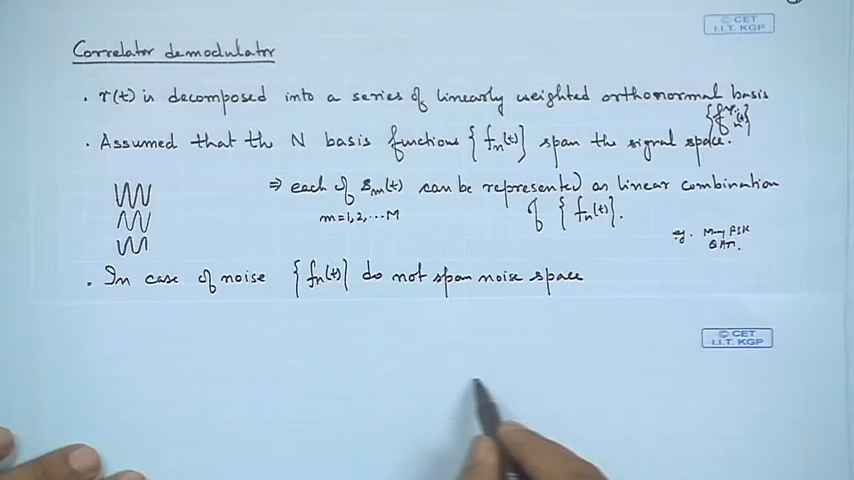 © CET
I.I.T. KGP
Correlator demodulator
. r(t) is decomposed into a series of linearly weighted orthonormal basis
{fn(t)}
. Assumed that the N basis functions {fn(t)} span the signal space.
⇒ each of sm(t) can be represented as linear combination
m=1,2,...M of {fn(t)}.
eg. M-ary FSK
QAM.
. In case of noise {fn(t)} do not span noise space
© CET
I.I.T. KGP